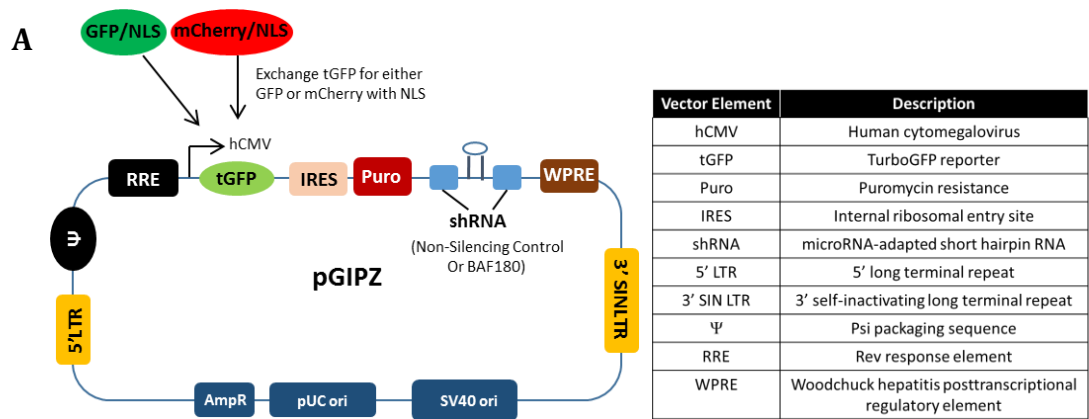 A
GFP/NLS
mCherry/NLS
Exchange tGFP for either
GFP or mCherry with NLS
hCMV
RRE
tGFP
IRES
Puro
WPRE
shRNA
(Non-Silencing Control
Or BAF180)
Ψ
pGIPZ
5'LTR
3' SINLTR
AmpR
pUC ori
SV40 ori
Vector Element Description
hCMV Human cytomegalovirus
tGFP TurboGFP reporter
Puro Puromycin resistance
IRES Internal ribosomal entry site
shRNA microRNA-adapted short hairpin RNA
5' LTR 5' long terminal repeat
3' SIN LTR 3' self-inactivating long terminal repeat
Ψ Psi packaging sequence
RRE Rev response element
WPRE Woodchuck hepatitis posttranscriptional
regulatory element